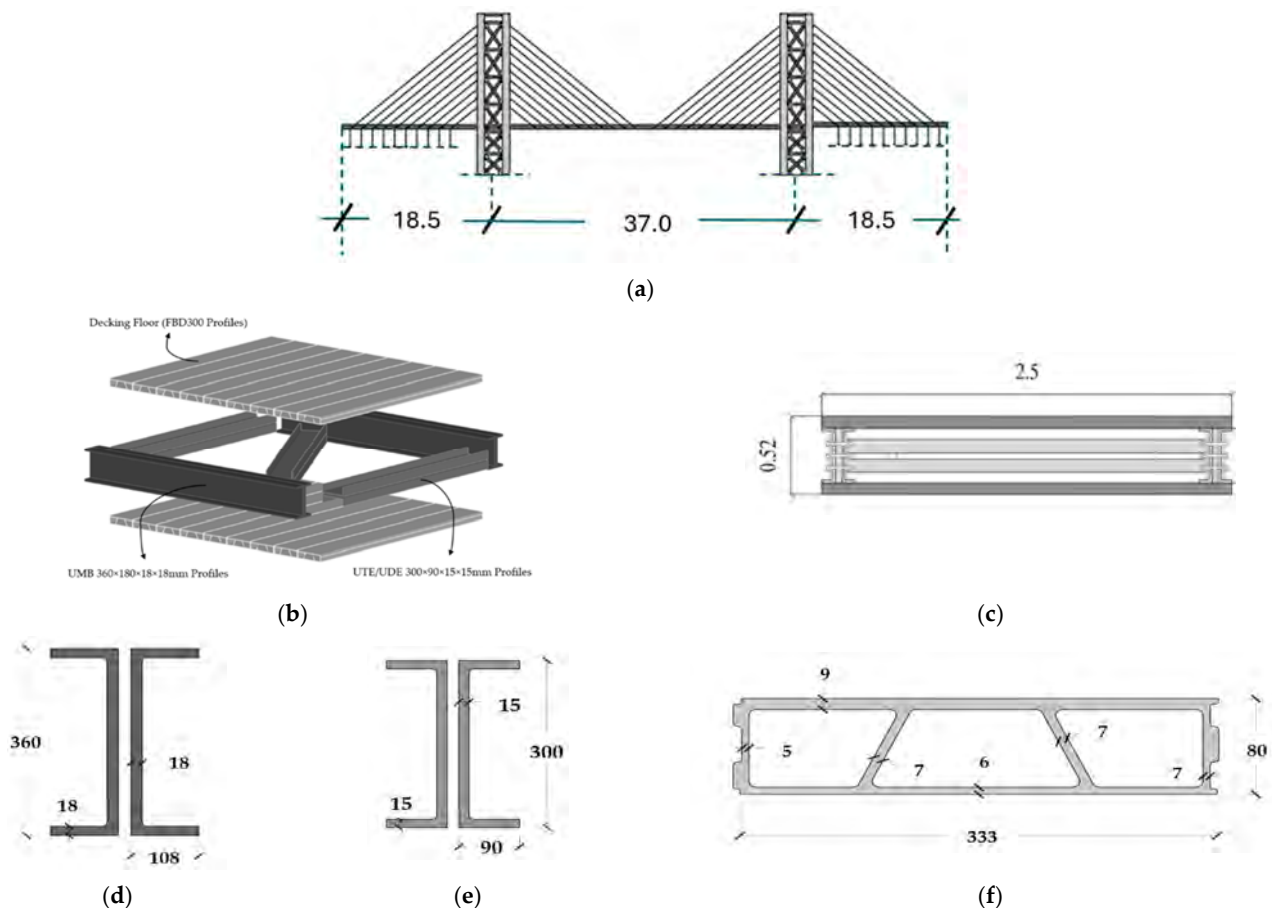 18.5 37.0 18.5
(a)
Decking Floor (FBD300 Profiles)
UMB 360×180×18×18mm Profiles
UTE/UDE 300×90×15×15mm Profiles
(b)
2.5
0.52
(c)
360
18
18
108
(d)
15
300
15
90
(e)
9
5
7
6
7
7
80
333
(f)